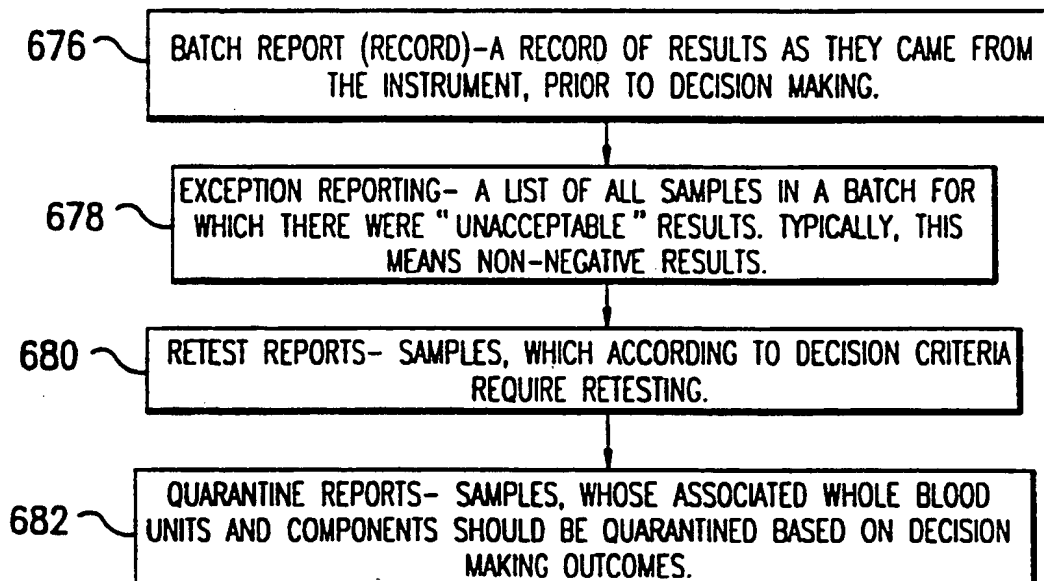 676
BATCH REPORT (RECORD)-A RECORD OF RESULTS AS THEY CAME FROM
THE INSTRUMENT, PRIOR TO DECISION MAKING.
678
EXCEPTION REPORTING- A LIST OF ALL SAMPLES IN A BATCH FOR
WHICH THERE WERE "UNACCEPTABLE" RESULTS. TYPICALLY, THIS
MEANS NON-NEGATIVE RESULTS.
680
RETEST REPORTS- SAMPLES, WHICH ACCORDING TO DECISION CRITERIA
REQUIRE RETESTING.
682
QUARANTINE REPORTS- SAMPLES, WHOSE ASSOCIATED WHOLE BLOOD
UNITS AND COMPONENTS SHOULD BE QUARANTINED BASED ON DECISION
MAKING OUTCOMES.